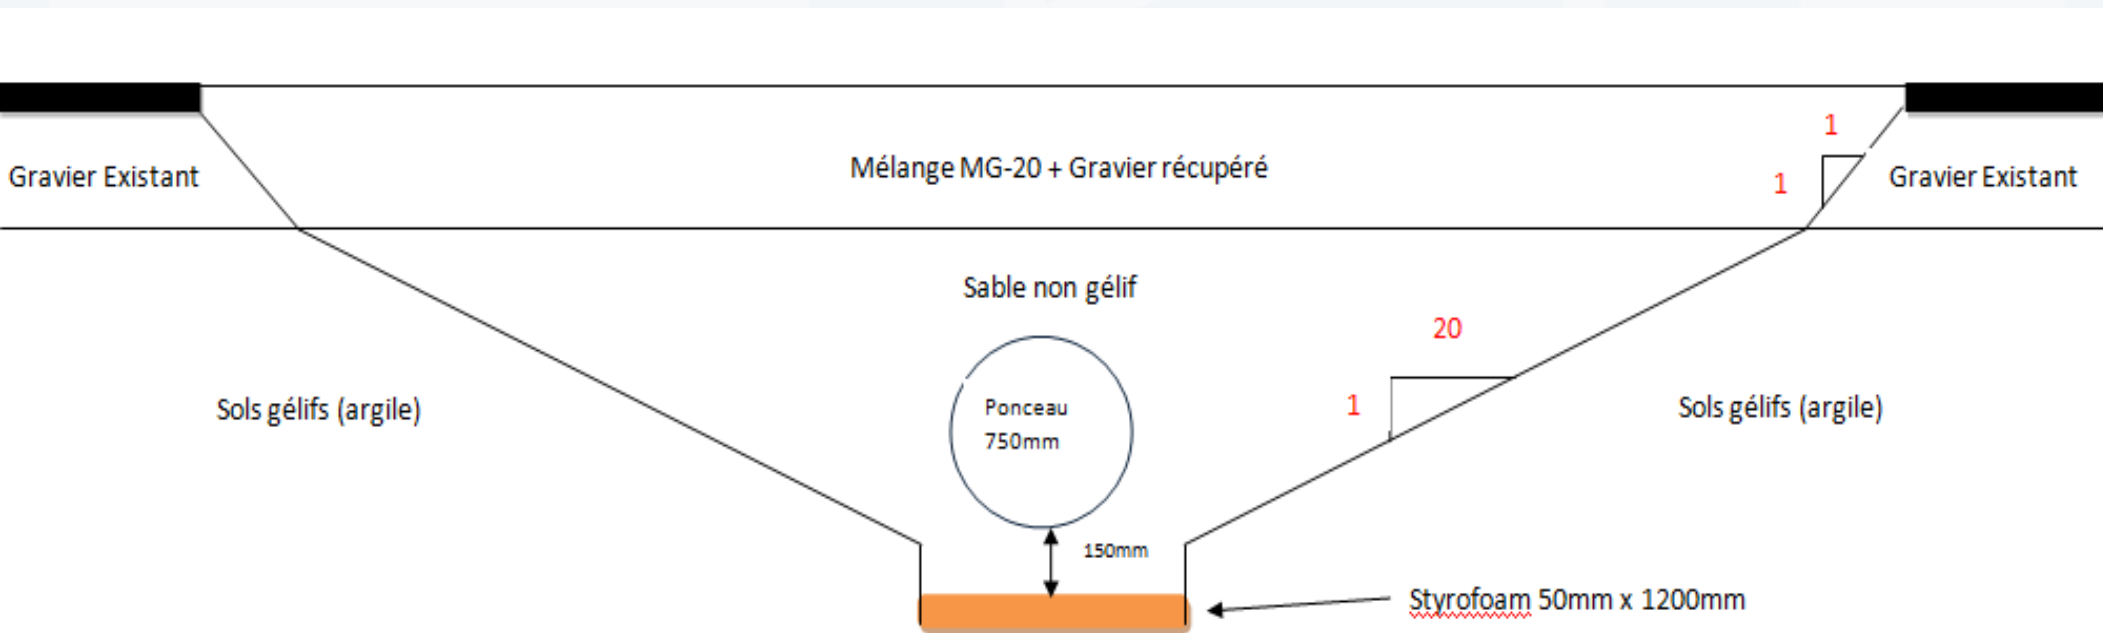 1
Gravier Existant
Mélange MG-20 + Gravier récupéré
1
Gravier Existant
Sable non gélif
20
Sols gélifs (argile)
Ponceau
750mm
1
Sols gélifs (argile)
150mm
Styrofoam 50mm x 1200mm